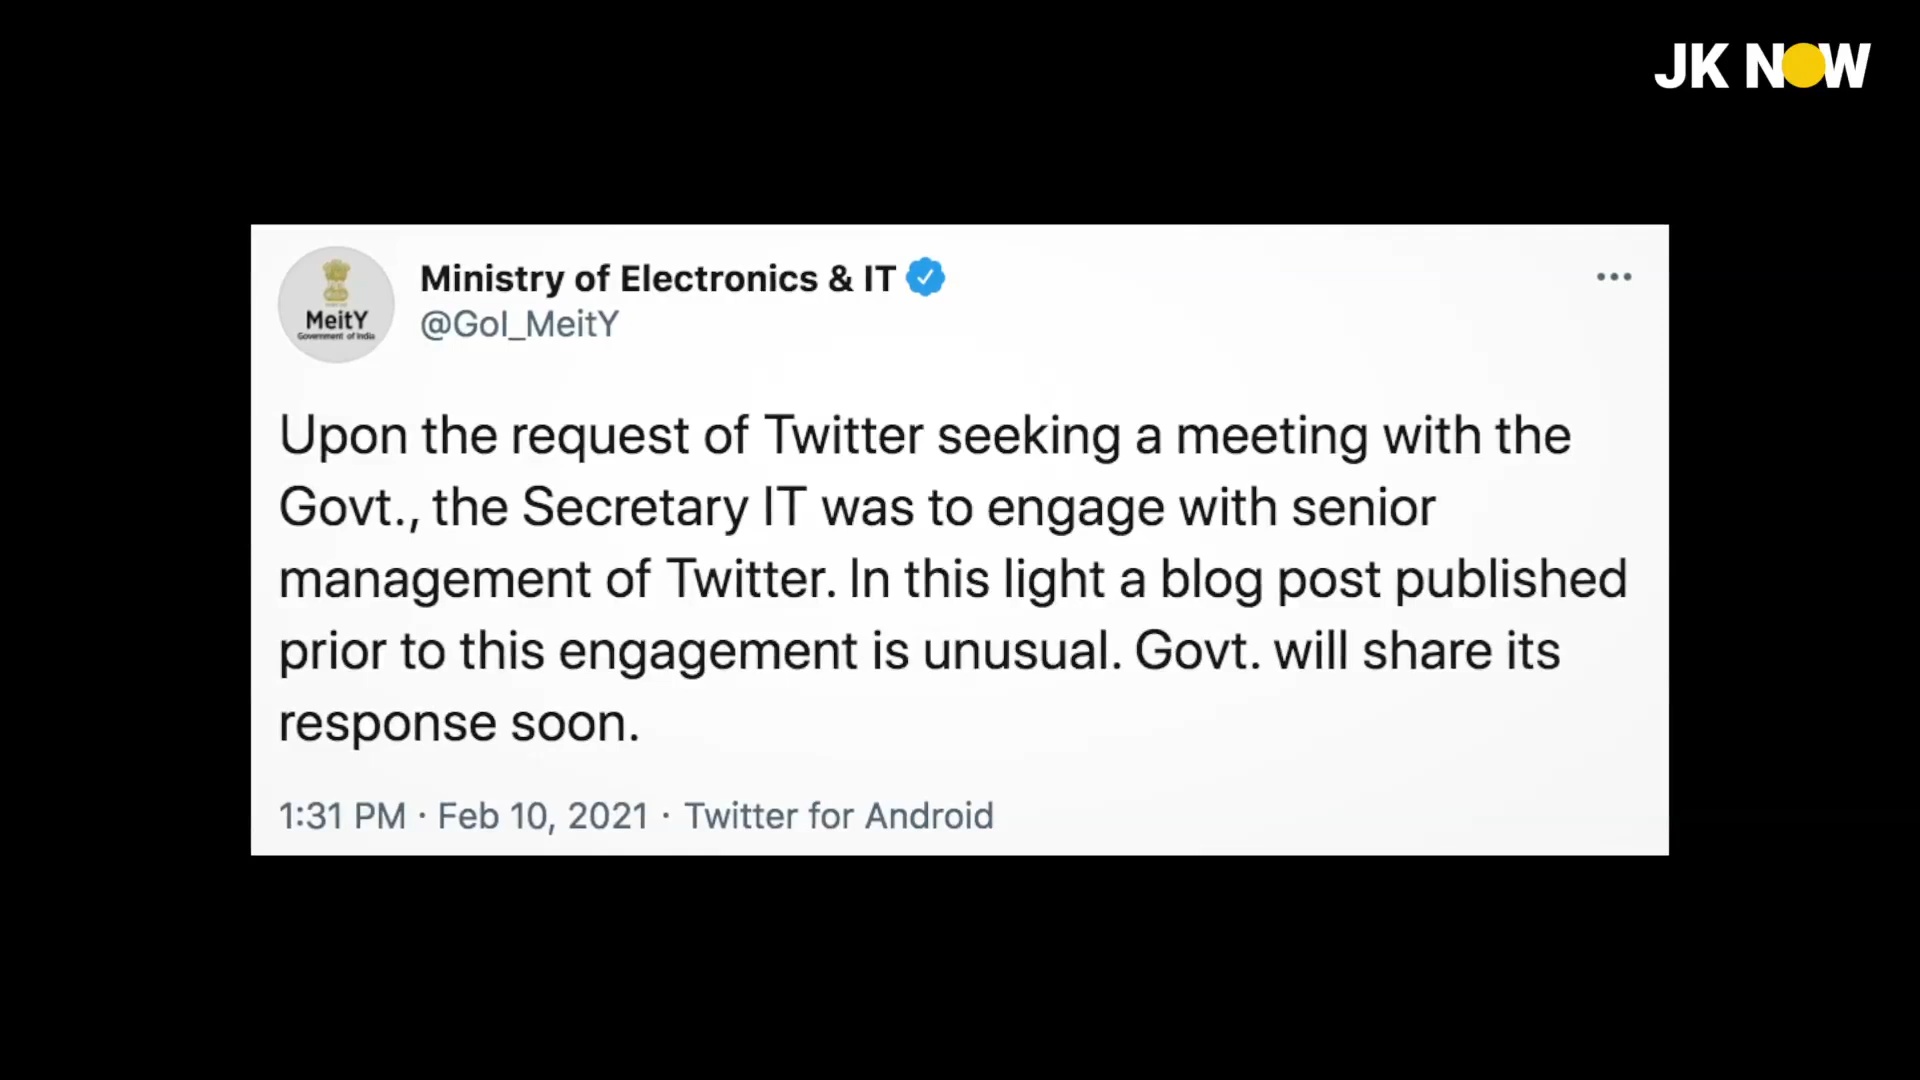 JK NOW
Ministry of Electronics & IT
@GoI_MeitY
MeitY
Government of India
Upon the request of Twitter seeking a meeting with the
Govt., the Secretary IT was to engage with senior
management of Twitter. In this light a blog post published
prior to this engagement is unusual. Govt. will share its
response soon.
1:31 PM · Feb 10, 2021 · Twitter for Android